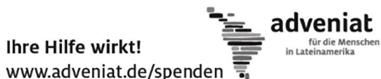 Ihre Hilfe wirkt!
www.adveniat.de/spenden
adveniat
für die Menschen
in Lateinamerika